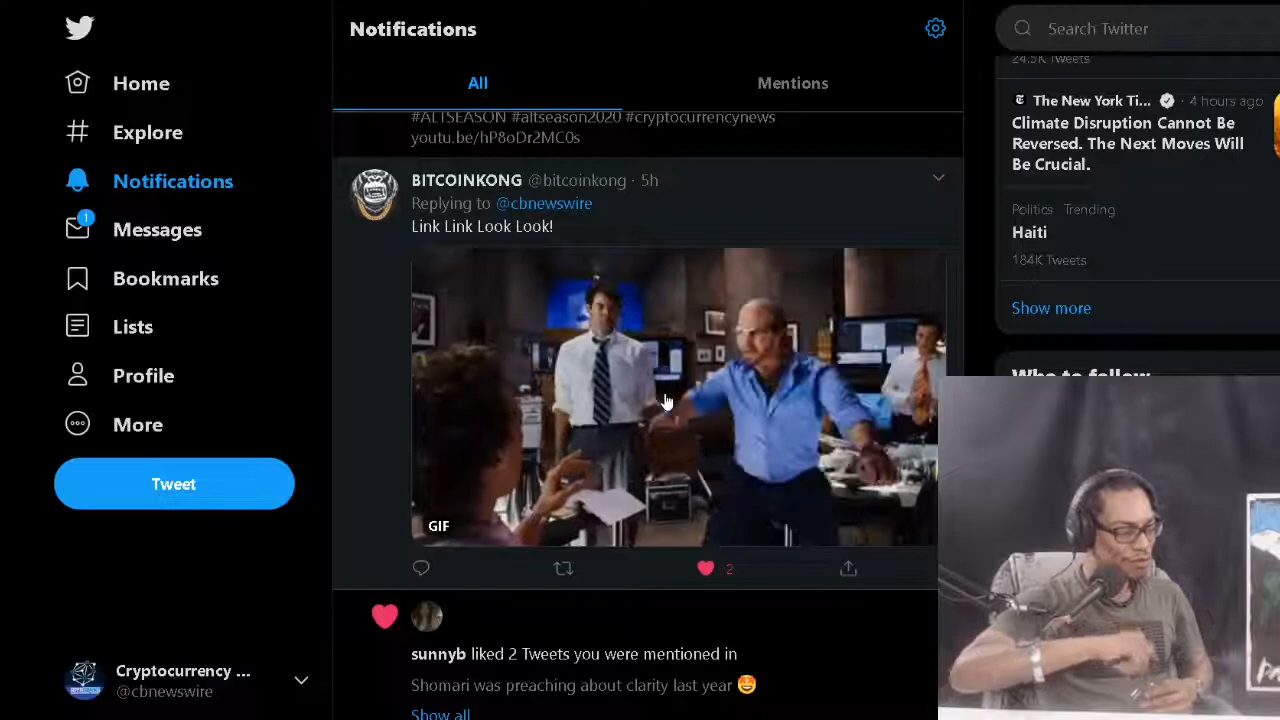 Home
Explore
Notifications
1
Messages
Bookmarks
Lists
Profile
More
Tweet
Cryptocurrency ...
@cbnewswire
Notifications
All
Mentions
#ALTSEASON #altseason2020 #cryptocurrencynews
youtu.be/hP8oDr2MC0s
BITCOINKONG @bitcoinkong · 5h
Replying to @cbnewswire
Link Link Look Look!
GIF
2
sunnyb liked 2 Tweets you were mentioned in
Shomari was preaching about clarity last year 🤩
Show all
Search Twitter
24.5K Tweets
The New York Ti... · 4 hours ago
Climate Disruption Cannot Be
Reversed. The Next Moves Will
Be Crucial.
Politics · Trending
Haiti
184K Tweets
Show more
Who to follow